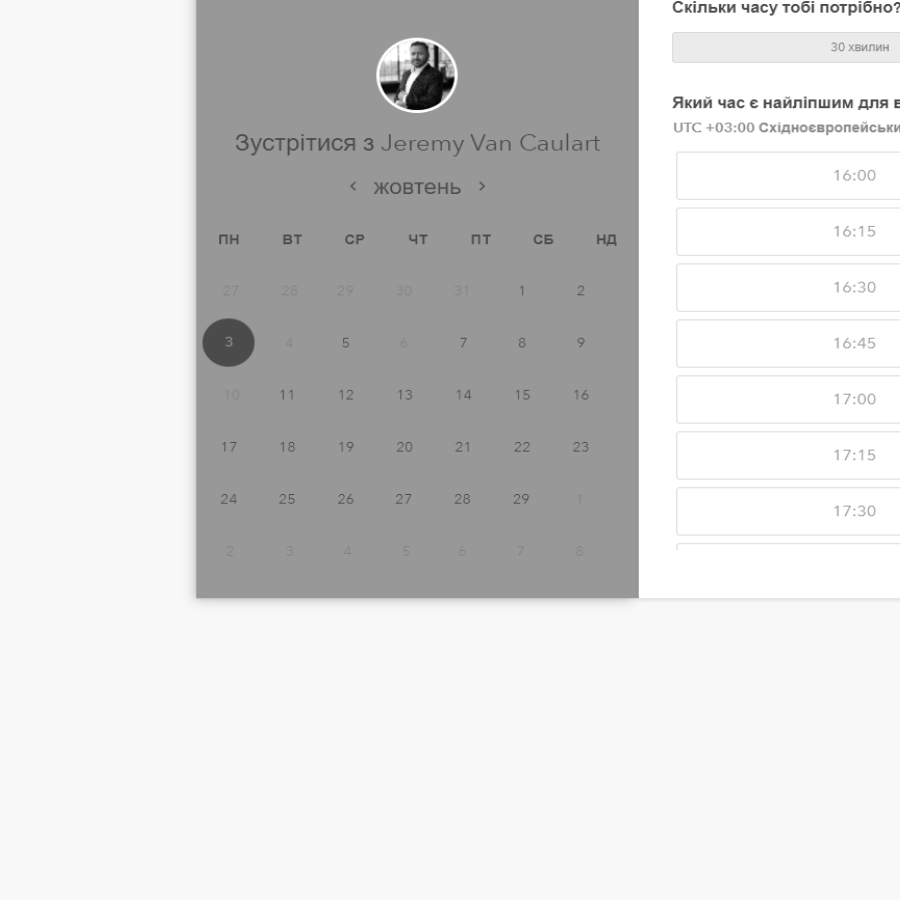 Зустрітися з Jeremy Van Caulart
жовтень
ПН ВТ СР ЧТ ПТ СБ НД
27 28 29 30 31 1 2
3 4 5 6 7 8 9
10 11 12 13 14 15 16
17 18 19 20 21 22 23
24 25 26 27 28 29 1
2 3 4 5 6 7 8
Скільки часу тобі потрібно?
30 хвилин
Який час є найліпшим для
UTC +03:00
16:00
16:15
16:30
16:45
17:00
17:15
17:30